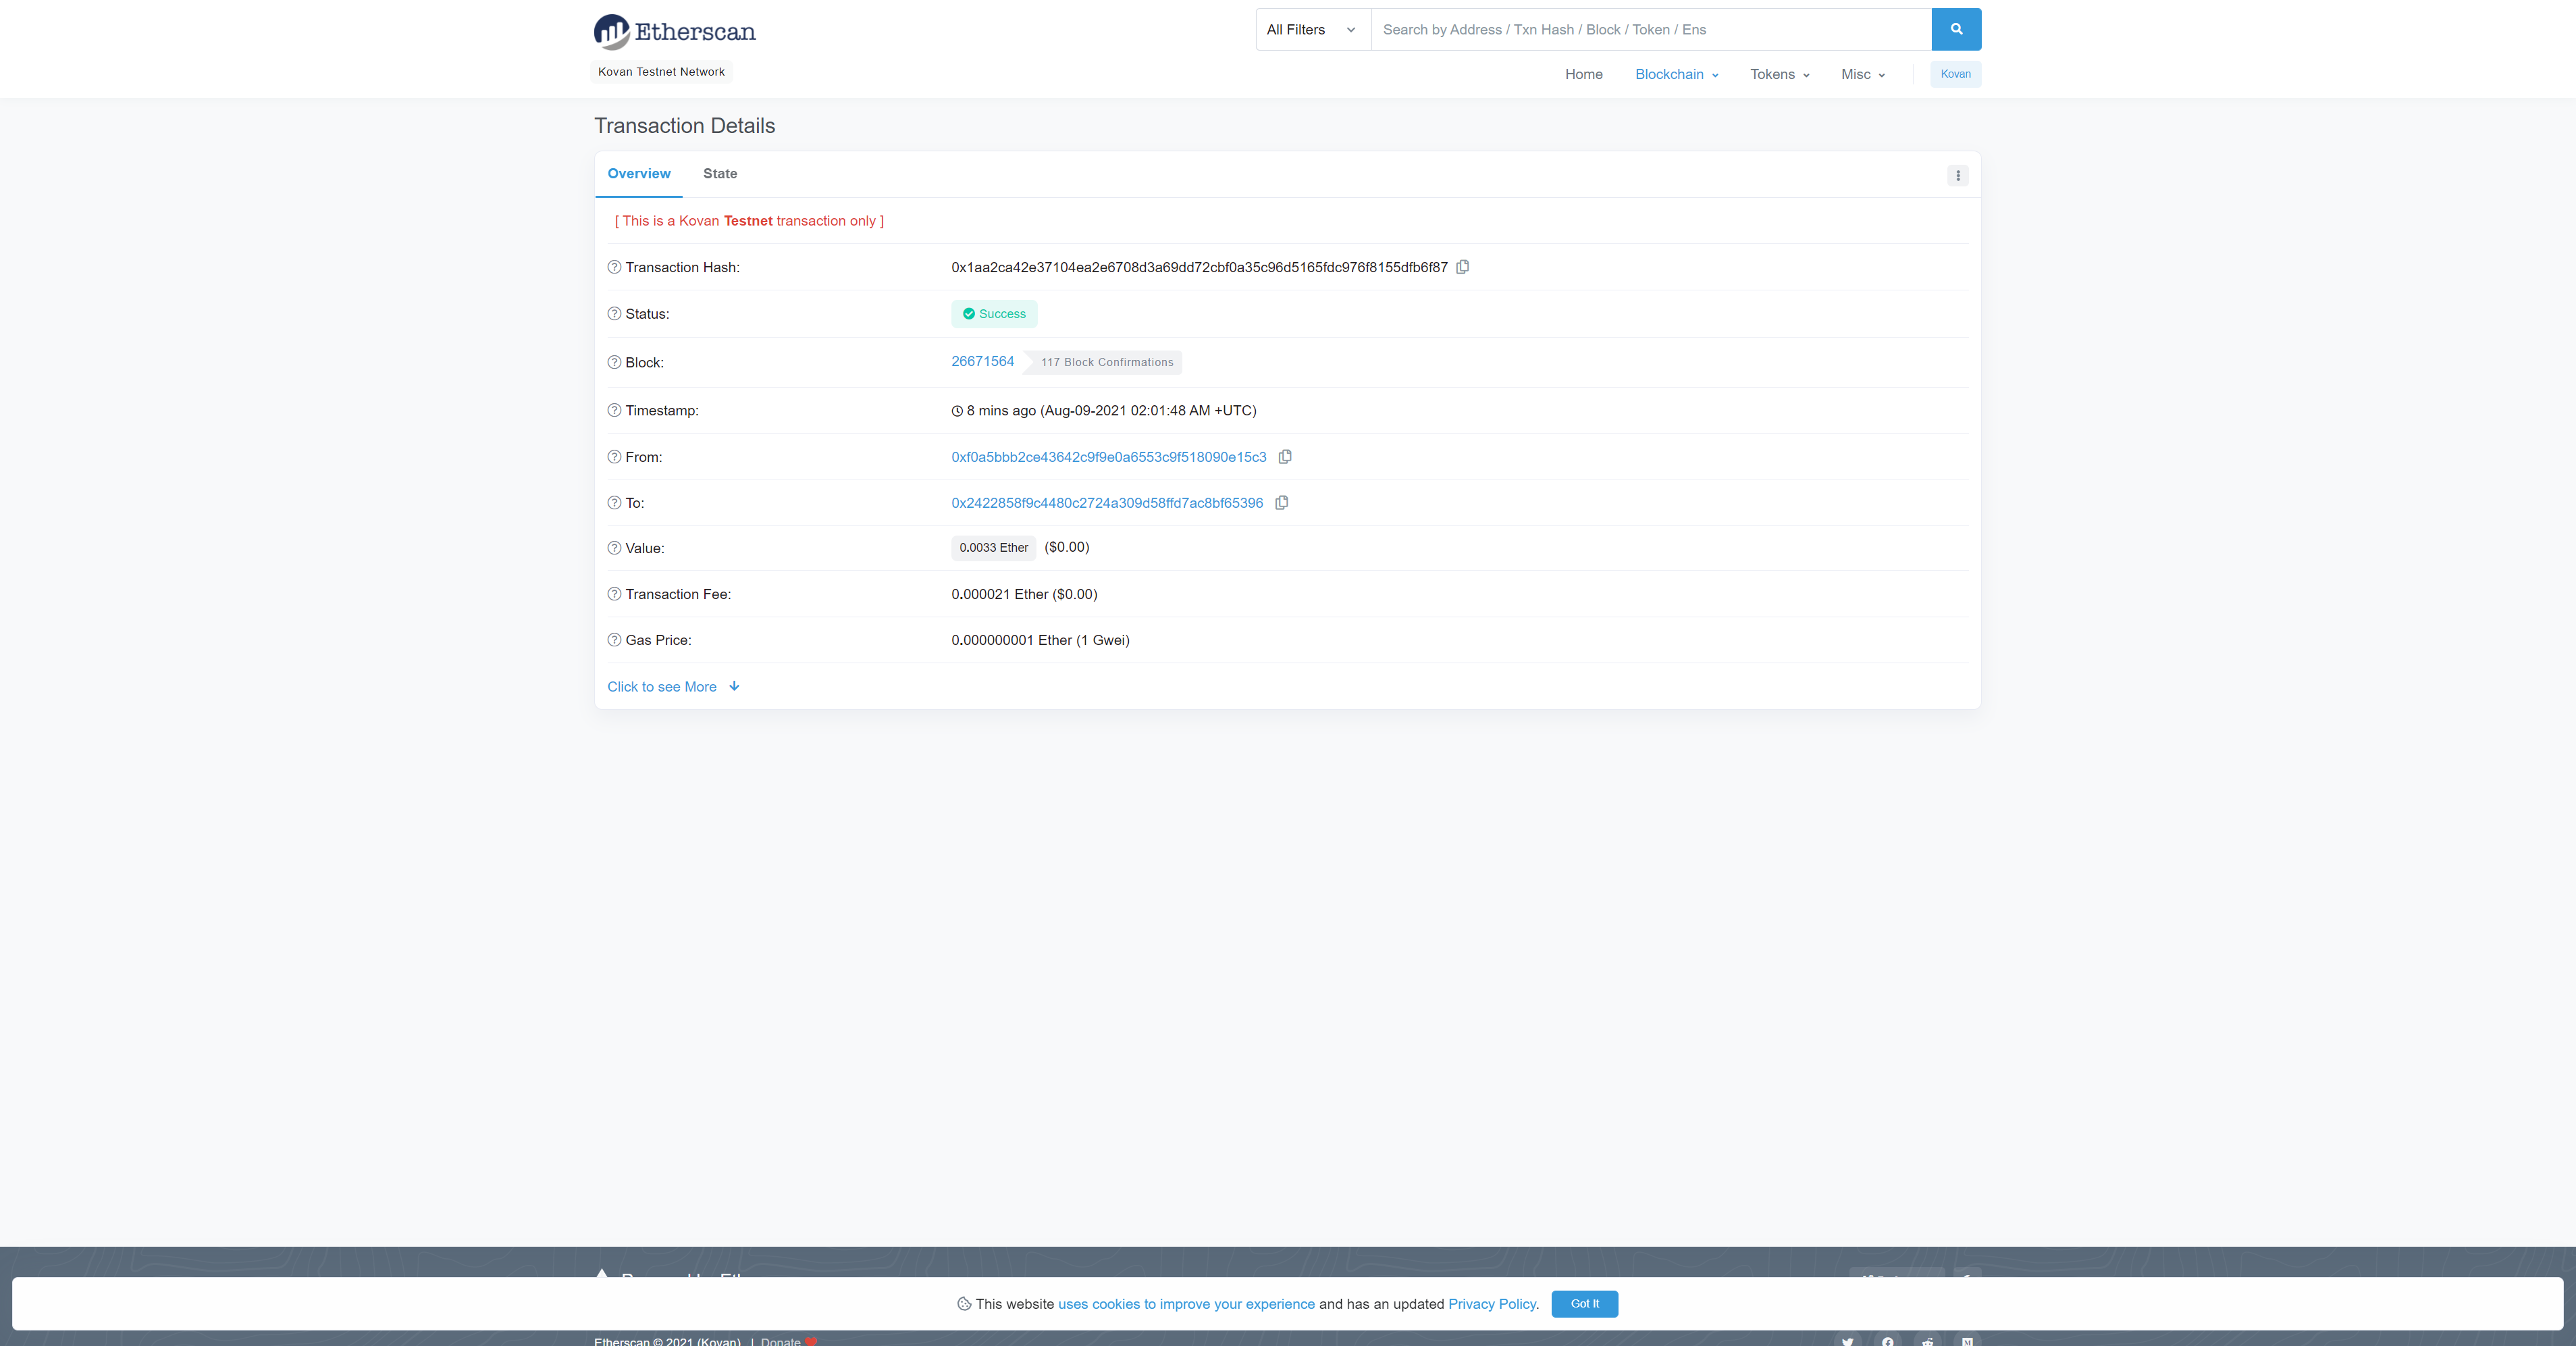 Etherscan
All Filters
Search by Address / Txn Hash / Block / Token / Ens
Kovan Testnet Network
Home Blockchain Tokens Misc Kovan
Transaction Details
Overview State
[ This is a Kovan Testnet transaction only ]
Transaction Hash: 0x1aa2ca42e37104ea2e6708d3a69dd72cbf0a35c96d5165fdc976f8155dfb6f87
Status: Success
Block: 26671564 117 Block Confirmations
Timestamp: 8 mins ago (Aug-09-2021 02:01:48 AM +UTC)
From: 0xf0a5bbb2ce43642c9f9e0a6553c9f518090e15c3
To: 0x2422858f9c4480c2724a309d58ffd7ac8bf65396
Value: 0.0033 Ether ($0.00)
Transaction Fee: 0.000021 Ether ($0.00)
Gas Price: 0.000000001 Ether (1 Gwei)
Click to see More
This website uses cookies to improve your experience and has an updated Privacy Policy. Got It
Etherscan © 2021 (Kovan) | Donate